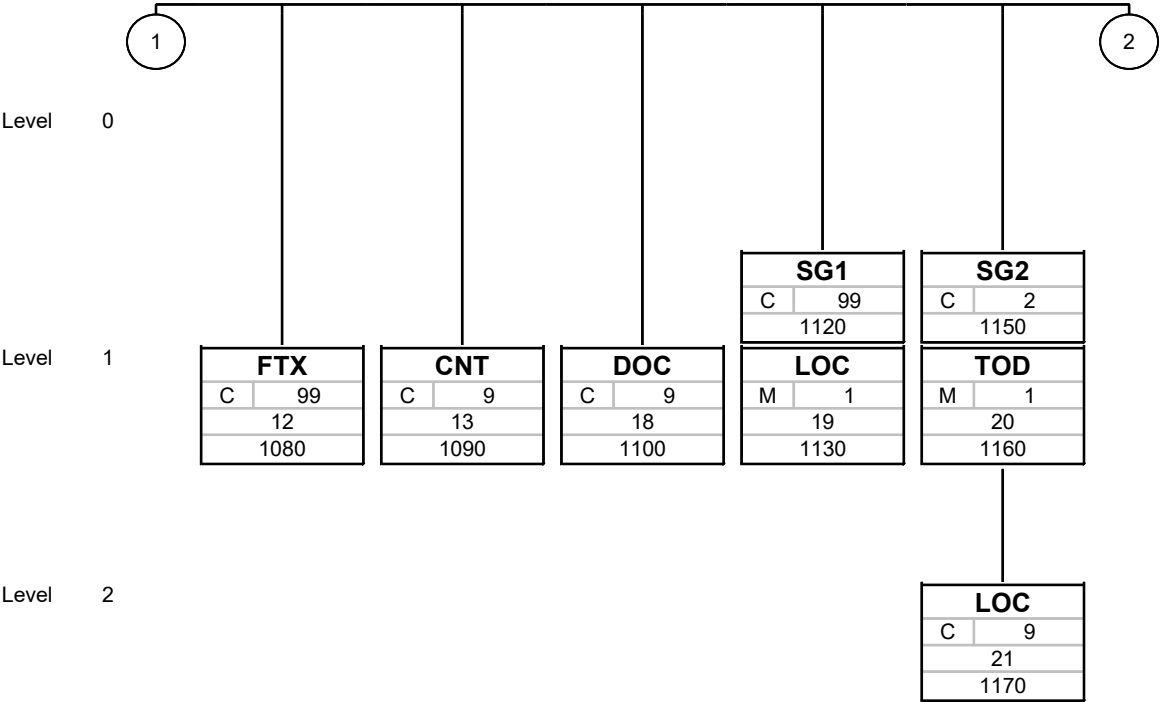 1 2
Level 0
SG1 SG2
C 99 C 2
1120 1150
Level 1 FTX CNT DOC LOC TOD
C 99 C 9 C 9 M 1 M 1
12 13 18 19 20
1080 1090 1100 1130 1160
Level 2 LOC
C 9
21
1170